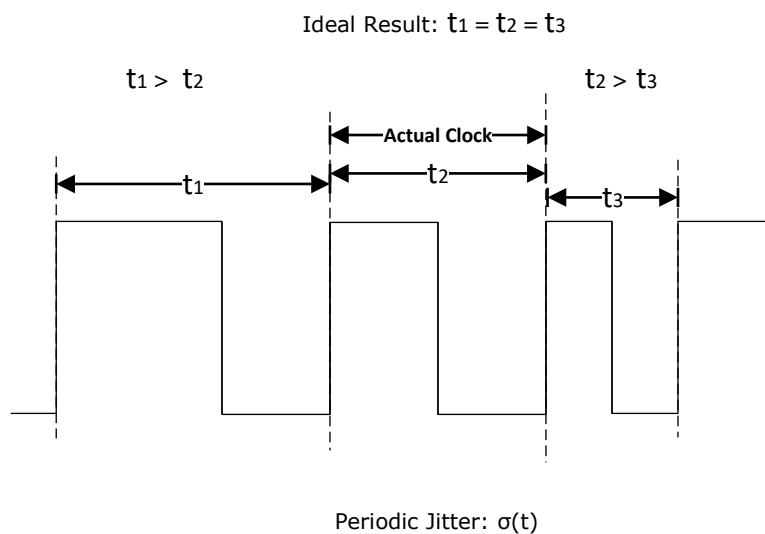 Ideal Result: t1 = t2 = t3
t1 > t2
t2 > t3
Actual Clock
t1
t2
t3
Periodic Jitter: σ(t)